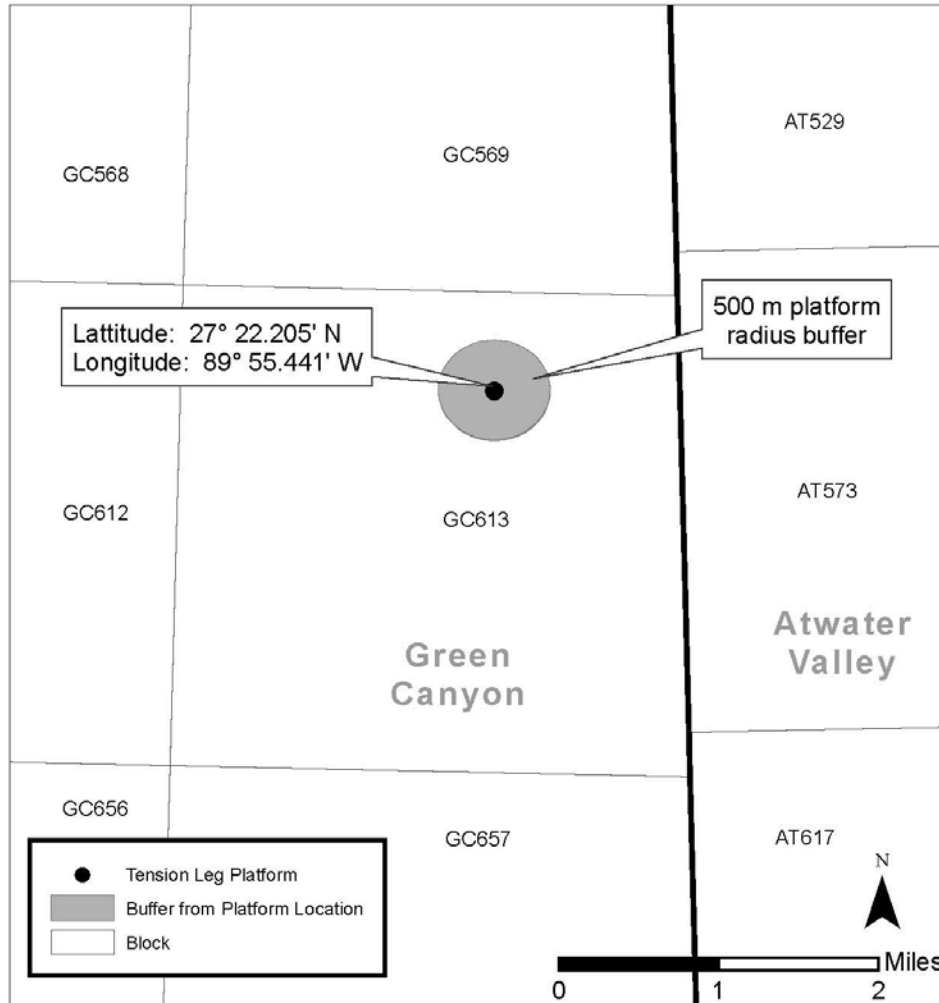 AT529
GC569
GC568
500 m platform
radius buffer
Lattitude: 27° 22.205' N
Longitude: 89° 55.441' W
AT573
GC612
GC613
Atwater
Valley
Green
Canyon
GC656
GC657
AT617
N
Tension Leg Platform
Buffer from Platform Location
Block
Miles
0 1 2